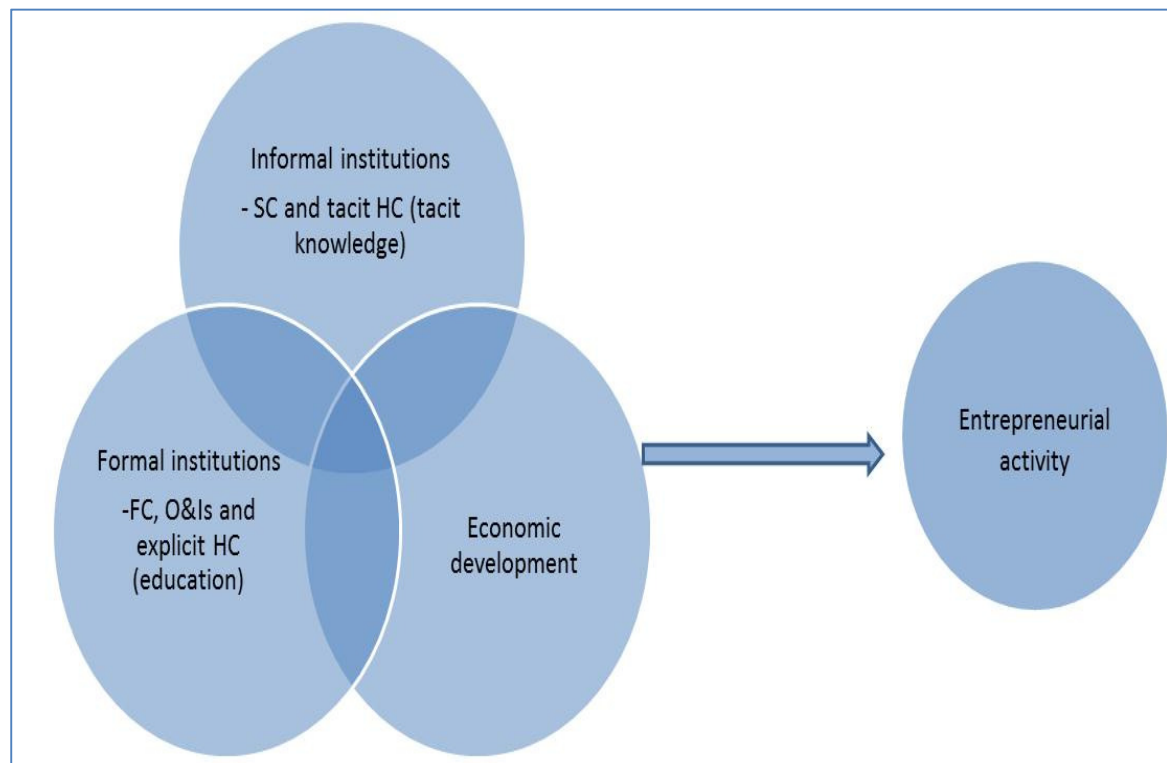 Informal institutions
- SC and tacit HC (tacit
knowledge)
Formal institutions
-FC, O&Is and
explicit HC
(education)
Economic
development
Entrepreneurial
activity